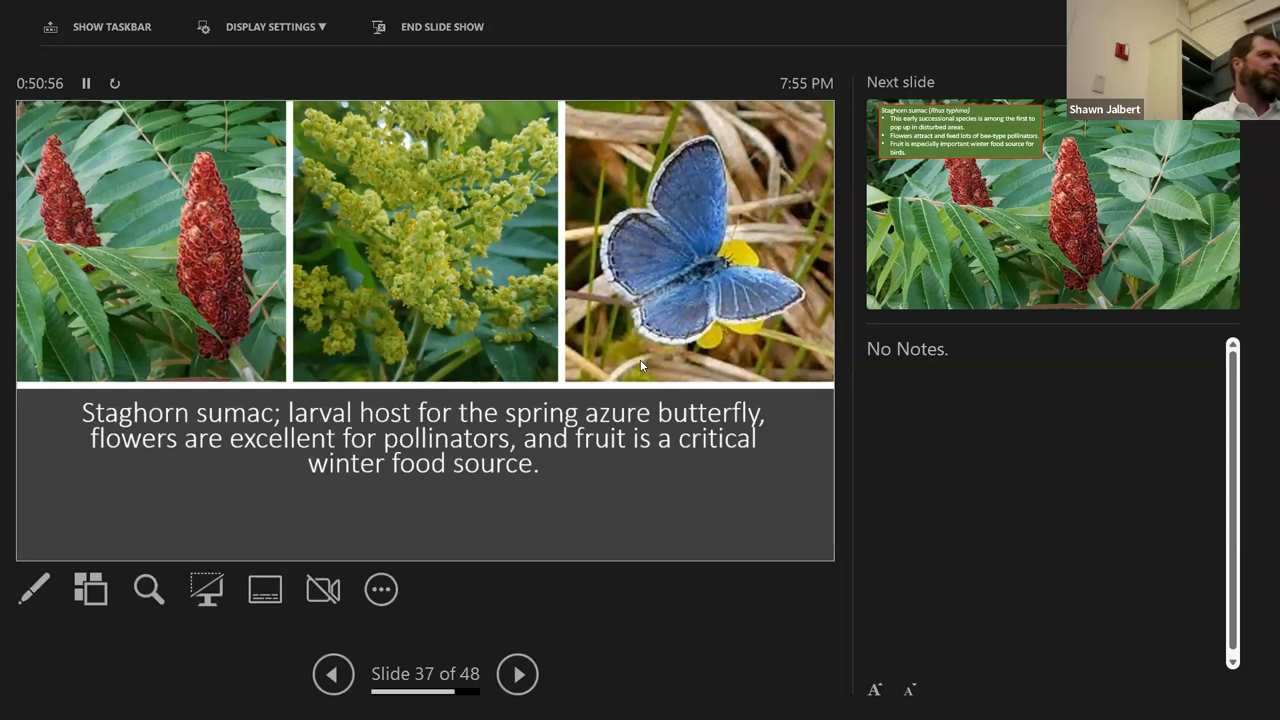 SHOW TASKBAR
DISPLAY SETTINGS ▼
END SLIDE SHOW
0:50:56
7:55 PM
Staghorn sumac; larval host for the spring azure butterfly,
flowers are excellent for pollinators, and fruit is a critical
winter food source.
Slide 37 of 48
Next slide
Staghorn sumac (Rhus typhina)
• This early successional species is among the first to
pop up in disturbed areas.
• Flowers attract and feed lots of bee-type pollinators.
• Fruit is especially important winter food source for
birds.
No Notes.
A A
Shawn Jalbert